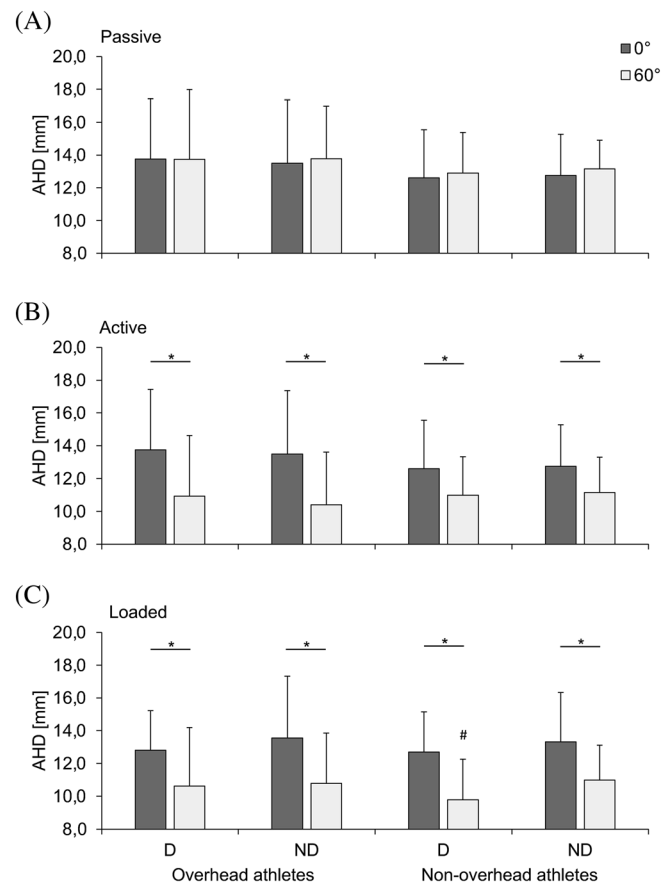 (A)
Passive
0°
60°
20,0
18,0
16,0
14,0
12,0
10,0
8,0
AHD [mm]
(B)
Active
20,0
18,0
16,0
14,0
12,0
10,0
8,0
AHD [mm]
* * * *
(C)
Loaded
20,0
18,0
16,0
14,0
12,0
10,0
8,0
AHD [mm]
* * * *
#
D ND D ND
Overhead athletes Non-overhead athletes